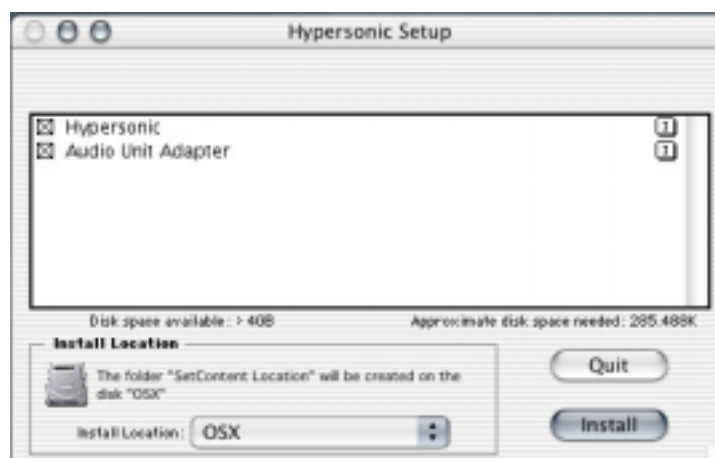 Hypersonic Setup
Hypersonic
Audio Unit Adapter
Disk space available: > 4GB
Approximate disk space needed: 285.488K
Install Location
The folder "SetContent Location" will be created on the
disk "OSX"
Install Location: OSX
Quit
Install